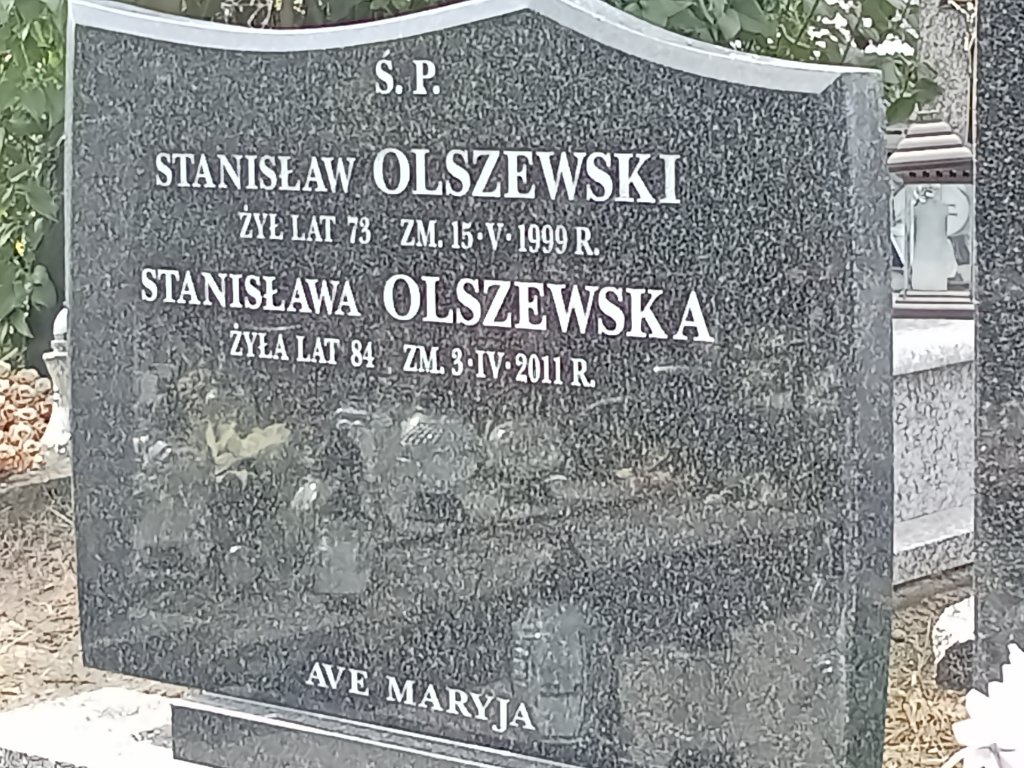 Ś. P.
STANISŁAW OLSZEWSKI
ŻYŁ LAT 73 ZM. 15·V·1999 R.
STANISŁAWA OLSZEWSKA
ŻYŁA LAT 84 ZM. 3·IV·2011 R.
AVE MARYJA